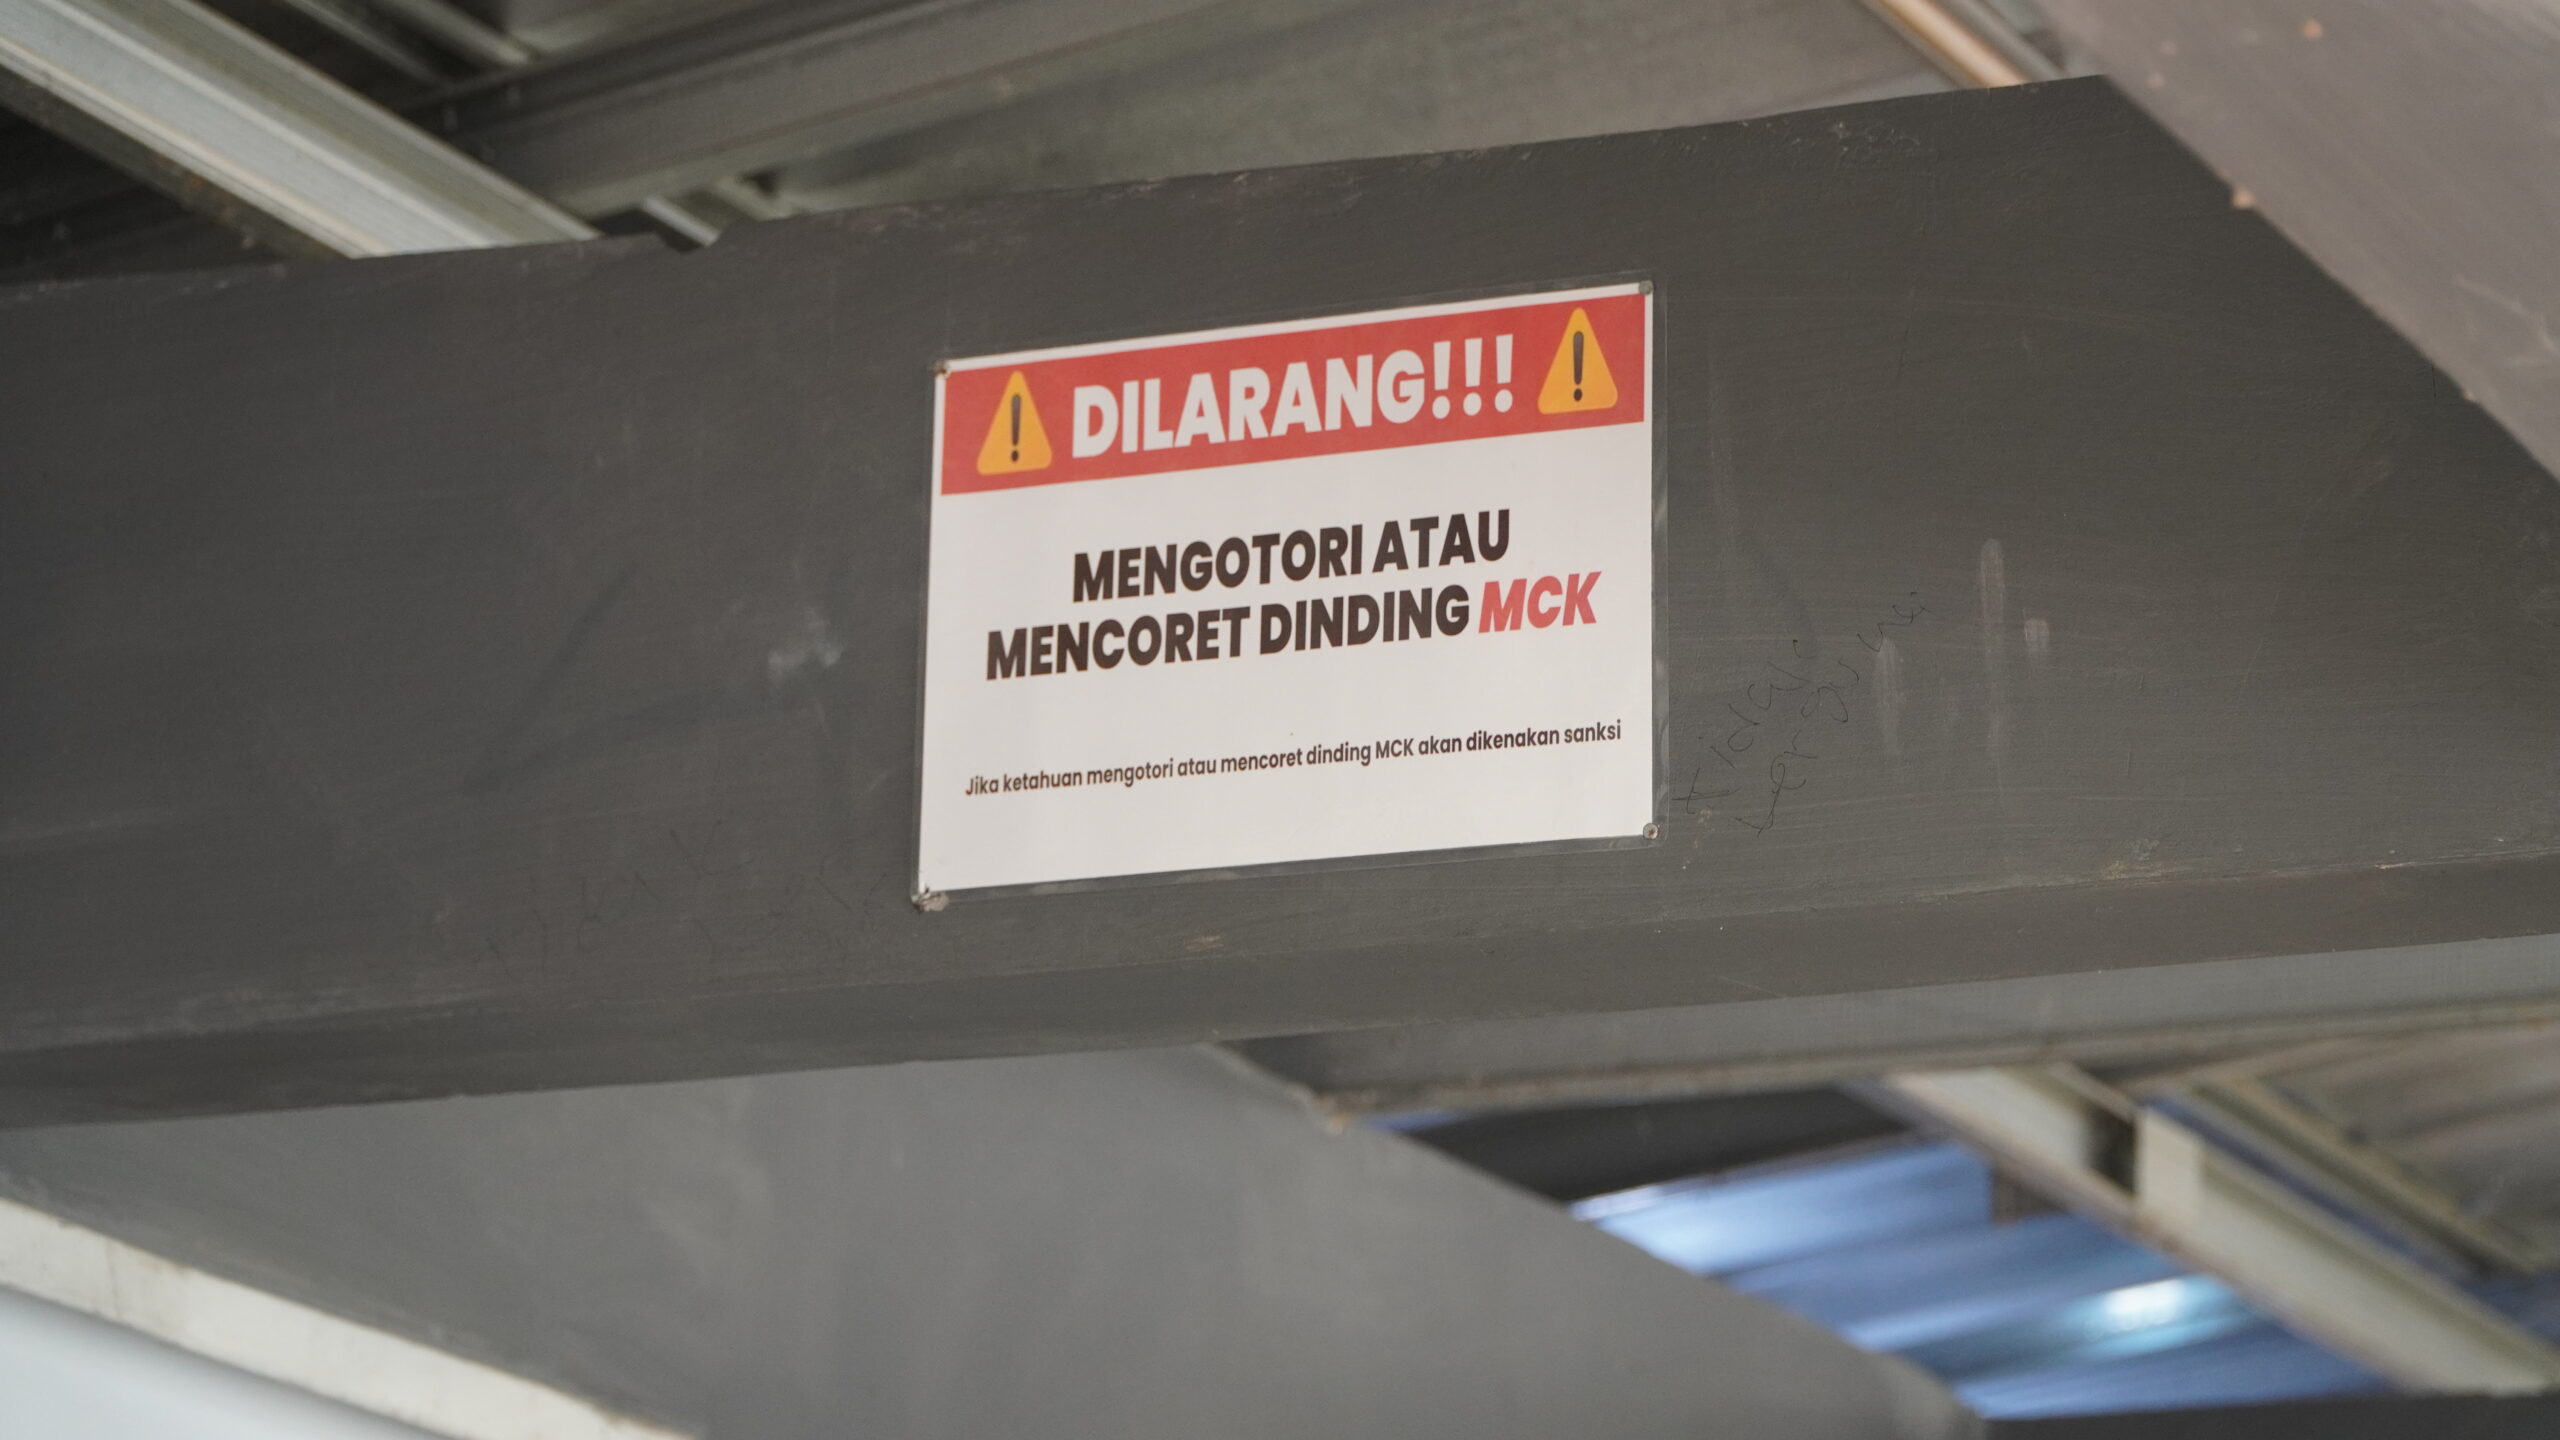 DILARANG!!!
MENGOTORI ATAU
MENCORET DINDING MCK
Jika ketahuan mengotori atau mencoret dinding MCK akan dikenakan sanksi